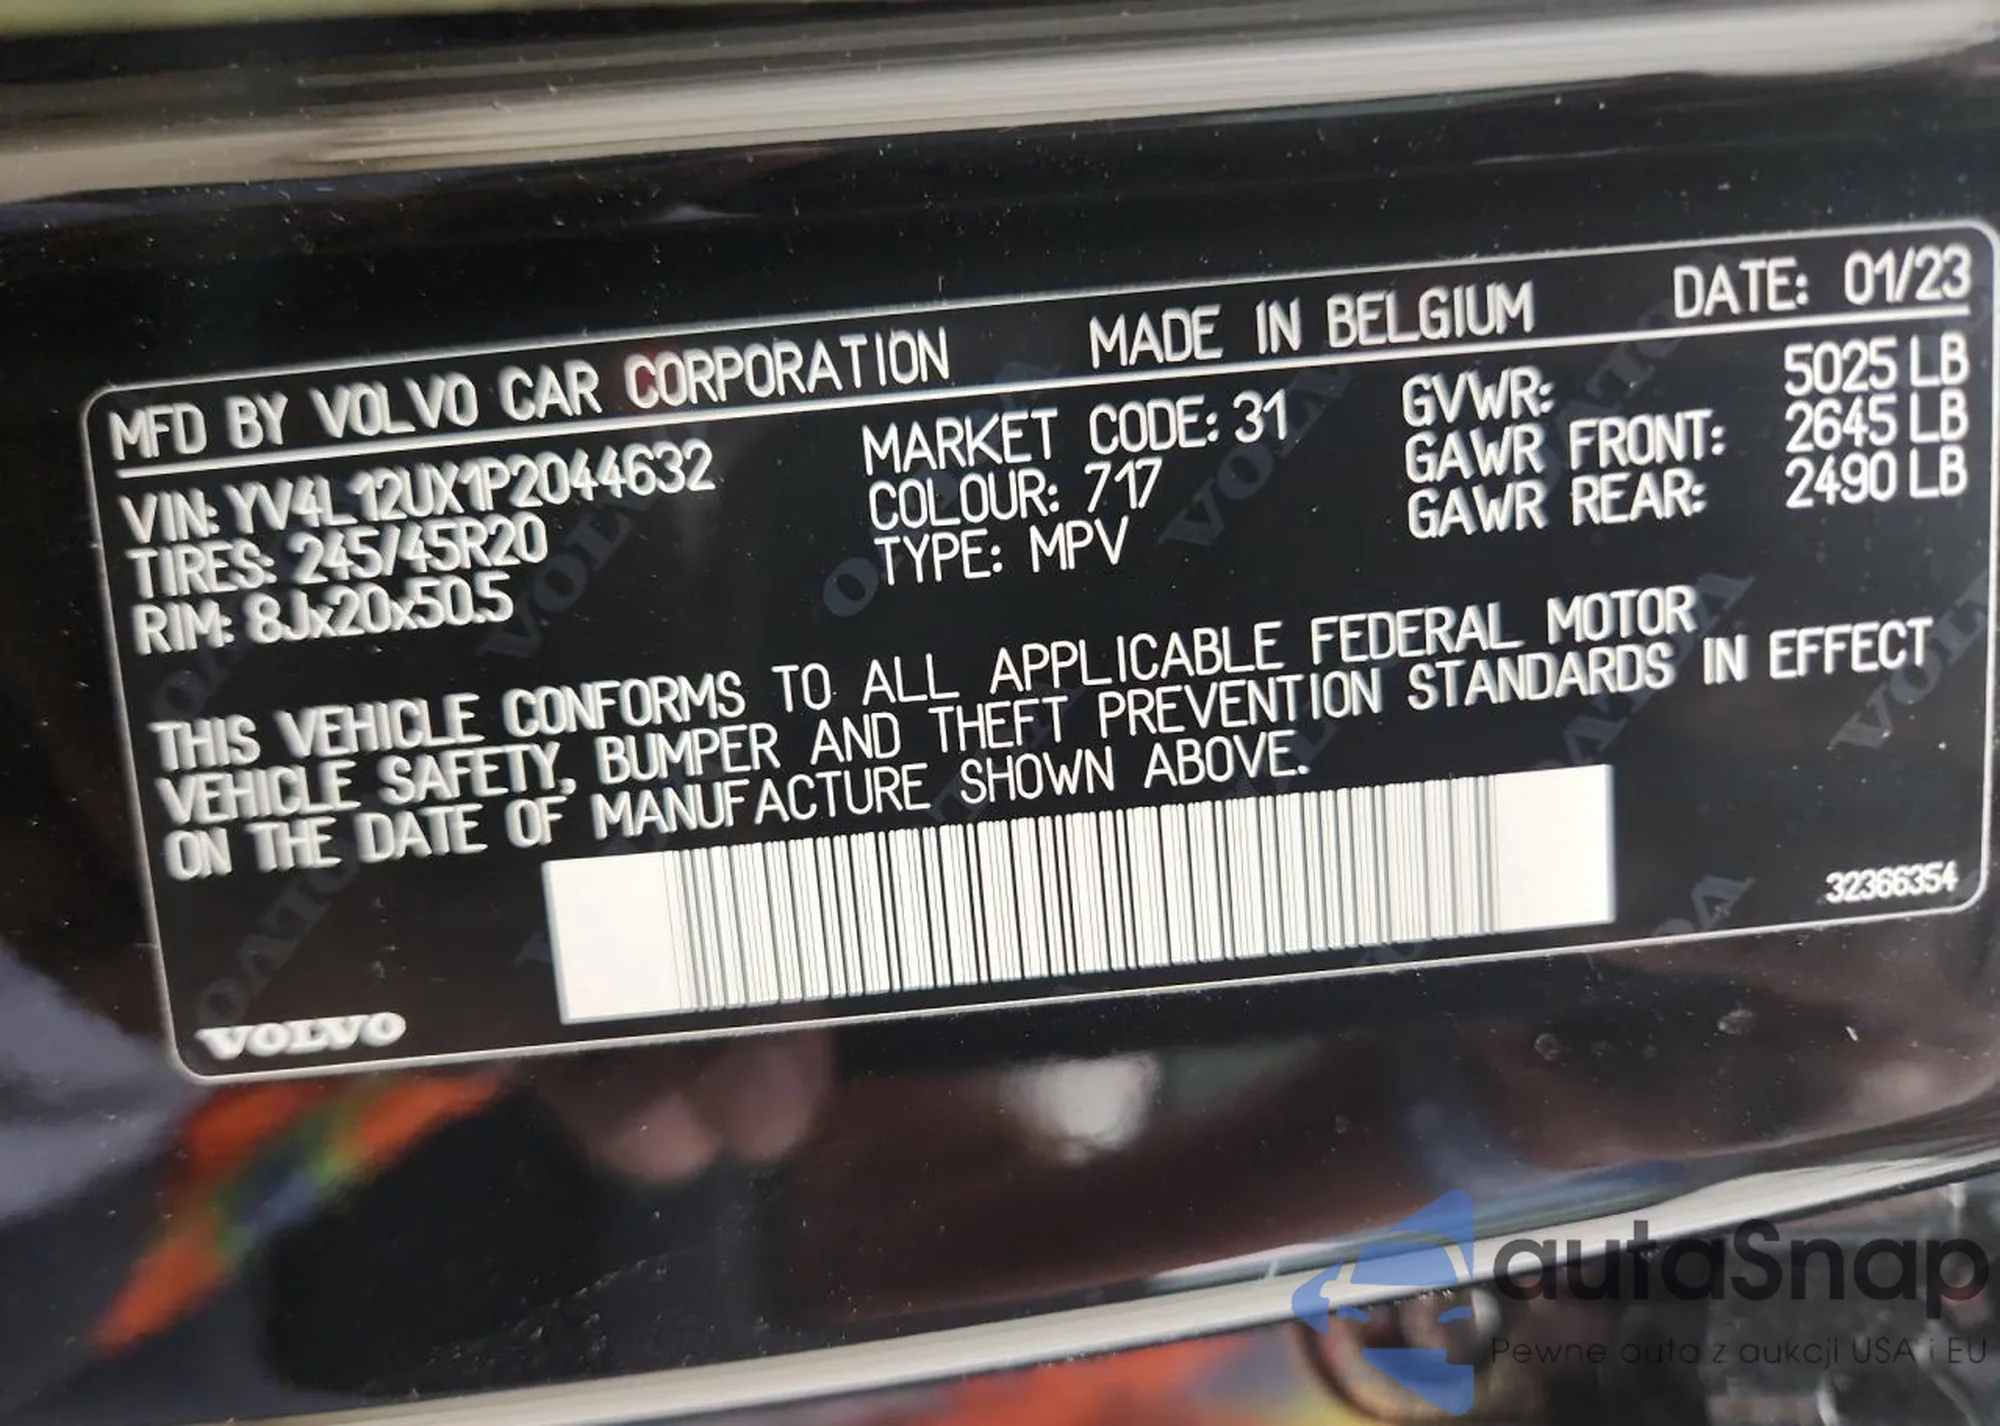 MFD BY VOLVO CAR CORPORATION MADE IN BELGIUM DATE: 01/23
VIN: YV4L12UX1P2044632 MARKET CODE: 31 GVWR: 5025 LB
TIRES: 245/45R20 COLOUR: 717 GAWR FRONT: 2645 LB
RIM: 8Jx20x50.5 TYPE: MPV GAWR REAR: 2490 LB
THIS VEHICLE CONFORMS TO ALL APPLICABLE FEDERAL MOTOR
VEHICLE SAFETY, BUMPER AND THEFT PREVENTION STANDARDS IN EFFECT
ON THE DATE OF MANUFACTURE SHOWN ABOVE.
32366354
VOLVO
autaSnap
Pewne auta z aukcji USA i EU